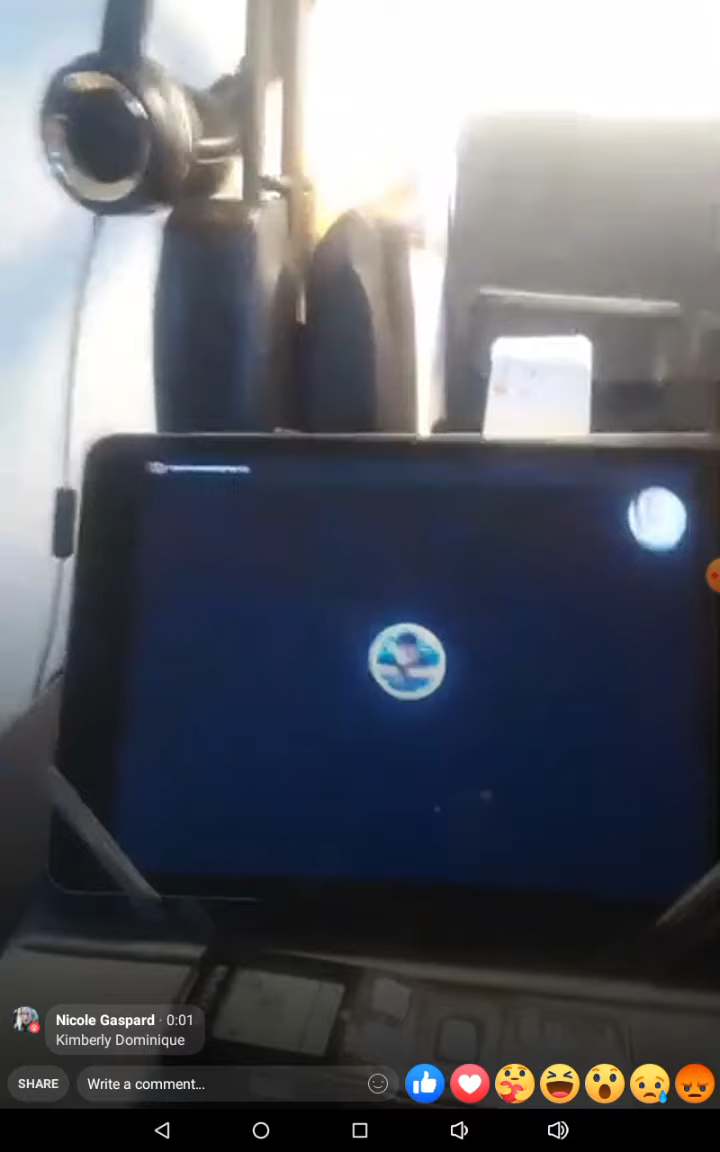 Nicole Gaspard · 0:01
Kimberly Dominique
SHARE
Write a comment...